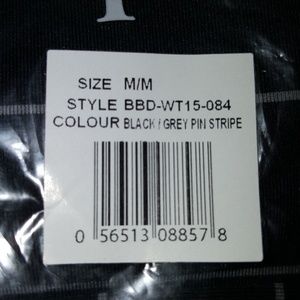 SIZE M/M
STYLE BBD-WT15-084
COLOUR BLACK / GREY PIN STRIPE
0 56513 08857 8